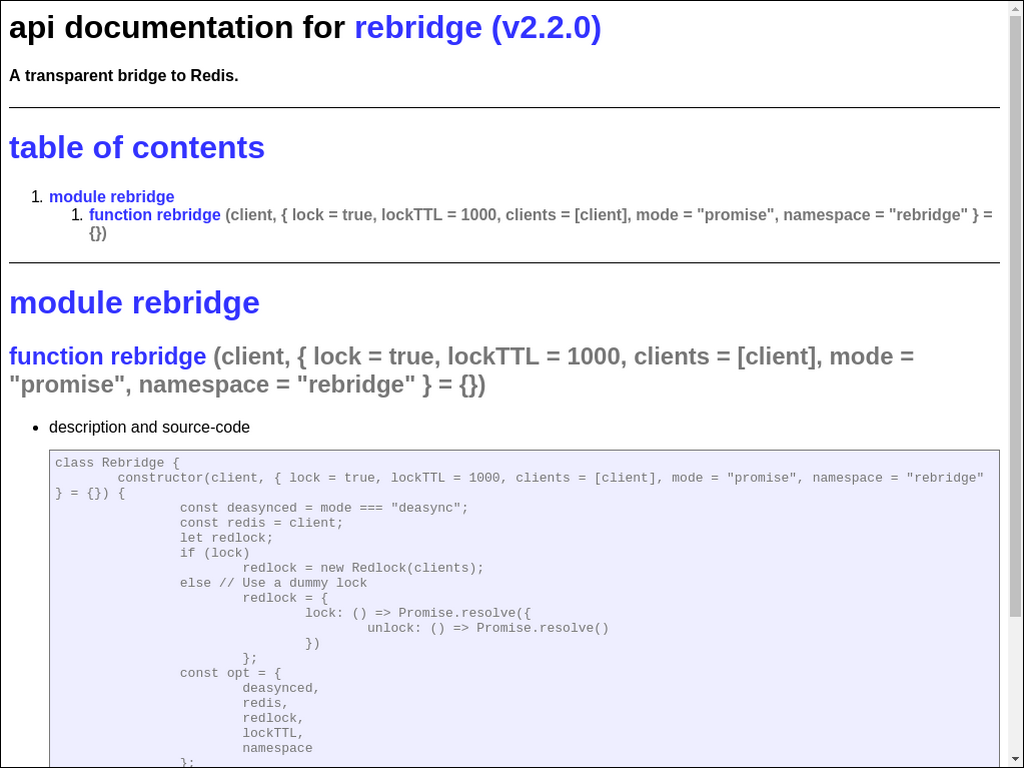 api documentation for rebridge (v2.2.0)
A transparent bridge to Redis.
table of contents
1. module rebridge
1. function rebridge (client, { lock = true, lockTTL = 1000, clients = [client], mode = "promise", namespace = "rebridge" } =
{})
module rebridge
function rebridge (client, { lock = true, lockTTL = 1000, clients = [client], mode =
"promise", namespace = "rebridge" } = {})
• description and source-code
class Rebridge {
        constructor(client, { lock = true, lockTTL = 1000, clients = [client], mode = "promise", namespace = "rebridge"
} = {}) {
                const deasynced = mode === "deasync";
                const redis = client;
                let redlock;
                if (lock)
                        redlock = new Redlock(clients);
                else // Use a dummy lock
                        redlock = {
                                lock: () => Promise.resolve({
                                        unlock: () => Promise.resolve()
                                })
                        };
                const opt = {
                        deasynced,
                        redis,
                        redlock,
                        lockTTL,
                        namespace
                };